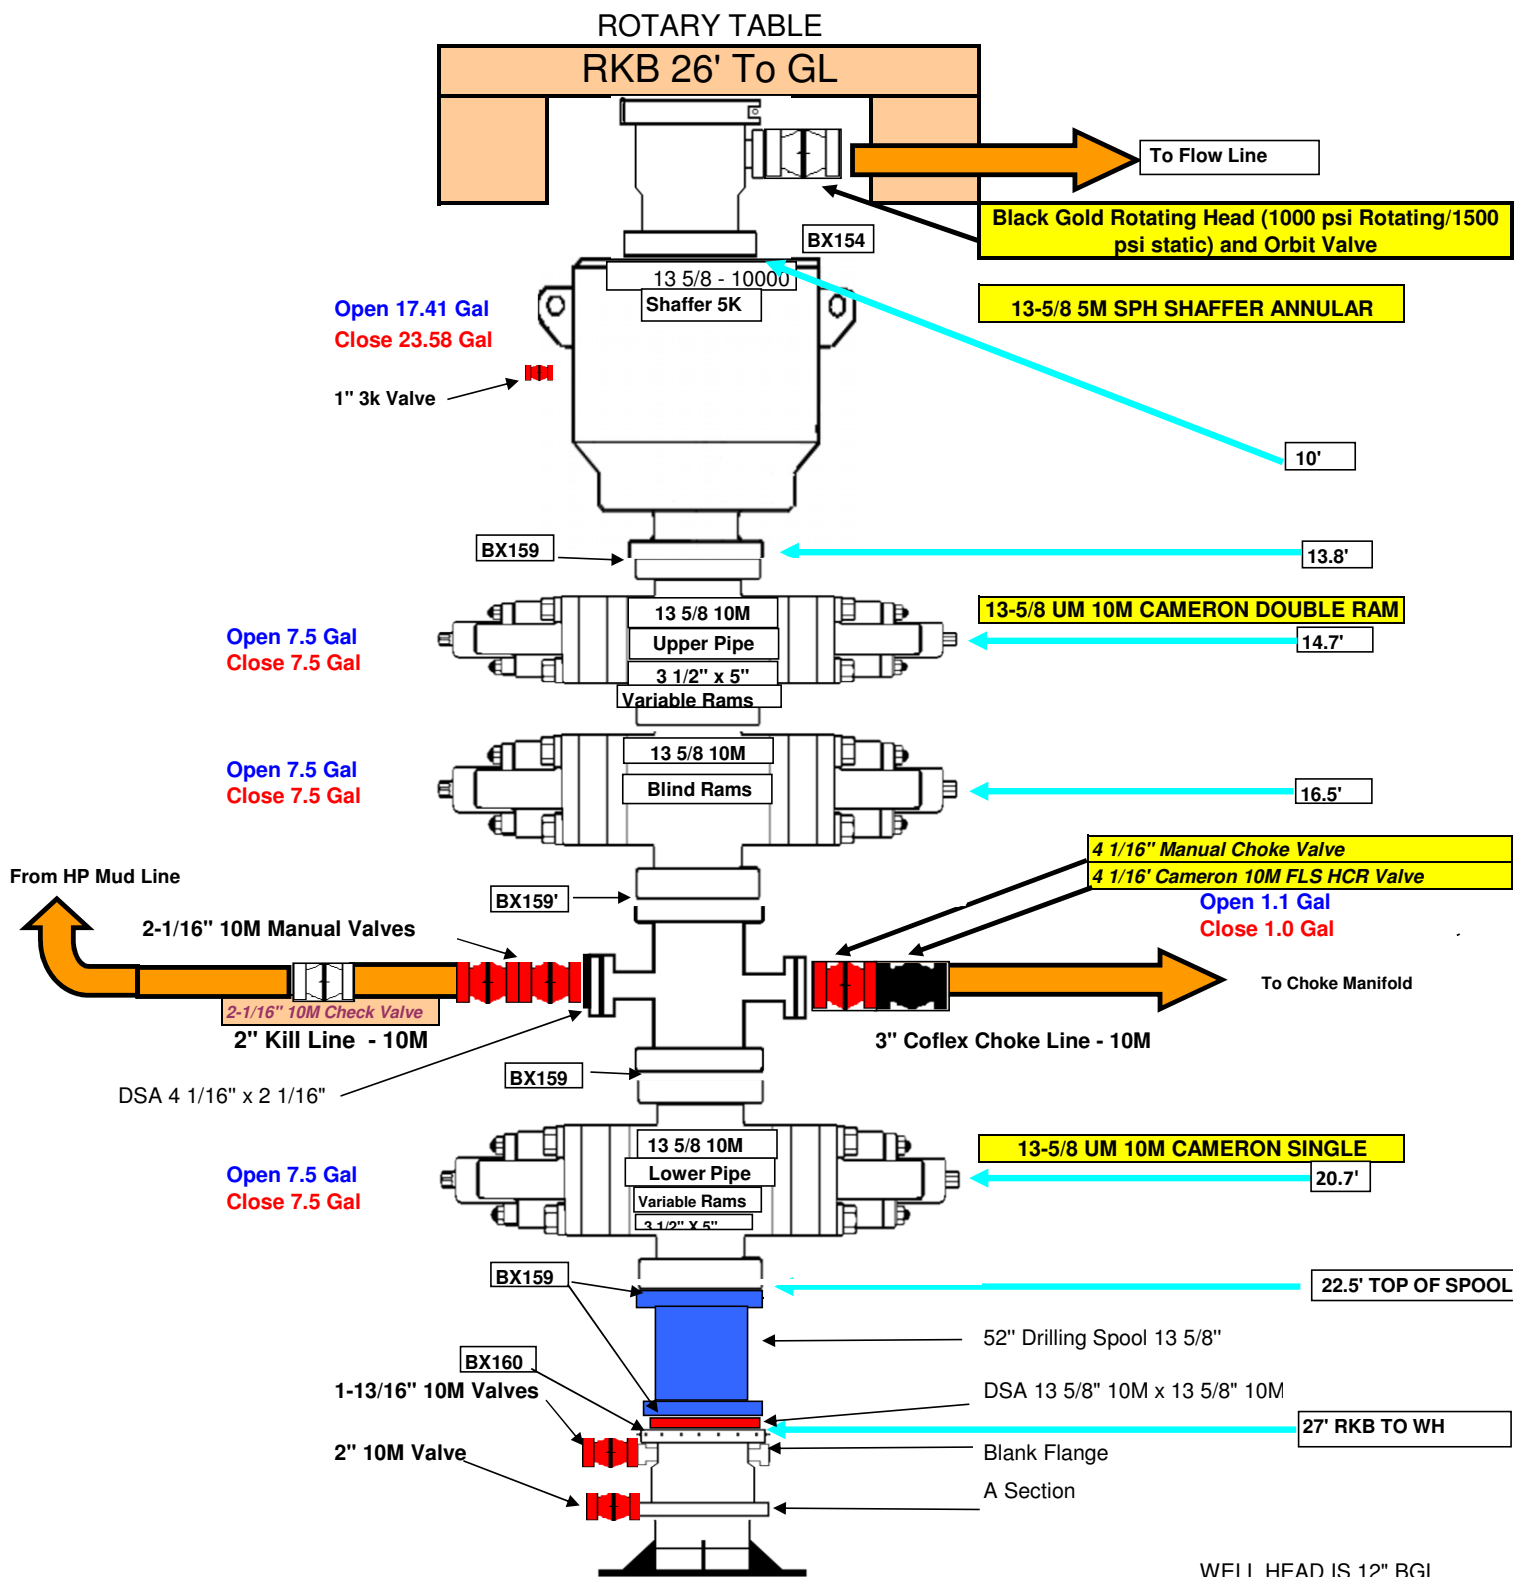 ROTARY TABLE
RKB 26' To GL
To Flow Line
Black Gold Rotating Head (1000 psi Rotating/1500
psi static) and Orbit Valve
BX154
13 5/8 - 10000
Shaffer 5K
Open 17.41 Gal
Close 23.58 Gal
13-5/8 5M SPH SHAFFER ANNULAR
1" 3k Valve
10'
BX159
13.8'
13 5/8 10M
Upper Pipe
3 1/2" x 5"
Variable Rams
Open 7.5 Gal
Close 7.5 Gal
13-5/8 UM 10M CAMERON DOUBLE RAM
14.7'
13 5/8 10M
Blind Rams
Open 7.5 Gal
Close 7.5 Gal
16.5'
4 1/16" Manual Choke Valve
4 1/16' Cameron 10M FLS HCR Valve
Open 1.1 Gal
Close 1.0 Gal
From HP Mud Line
BX159'
2-1/16" 10M Manual Valves
To Choke Manifold
2-1/16" 10M Check Valve
2" Kill Line - 10M
3" Coflex Choke Line - 10M
BX159
DSA 4 1/16" x 2 1/16"
13 5/8 10M
Lower Pipe
Variable Rams
3 1/2" X 5"
Open 7.5 Gal
Close 7.5 Gal
13-5/8 UM 10M CAMERON SINGLE
20.7'
BX159
22.5' TOP OF SPOOL
52" Drilling Spool 13 5/8"
BX160
1-13/16" 10M Valves
DSA 13 5/8" 10M x 13 5/8" 10M
27' RKB TO WH
2" 10M Valve
Blank Flange
A Section
WELL HEAD IS 12" BGL